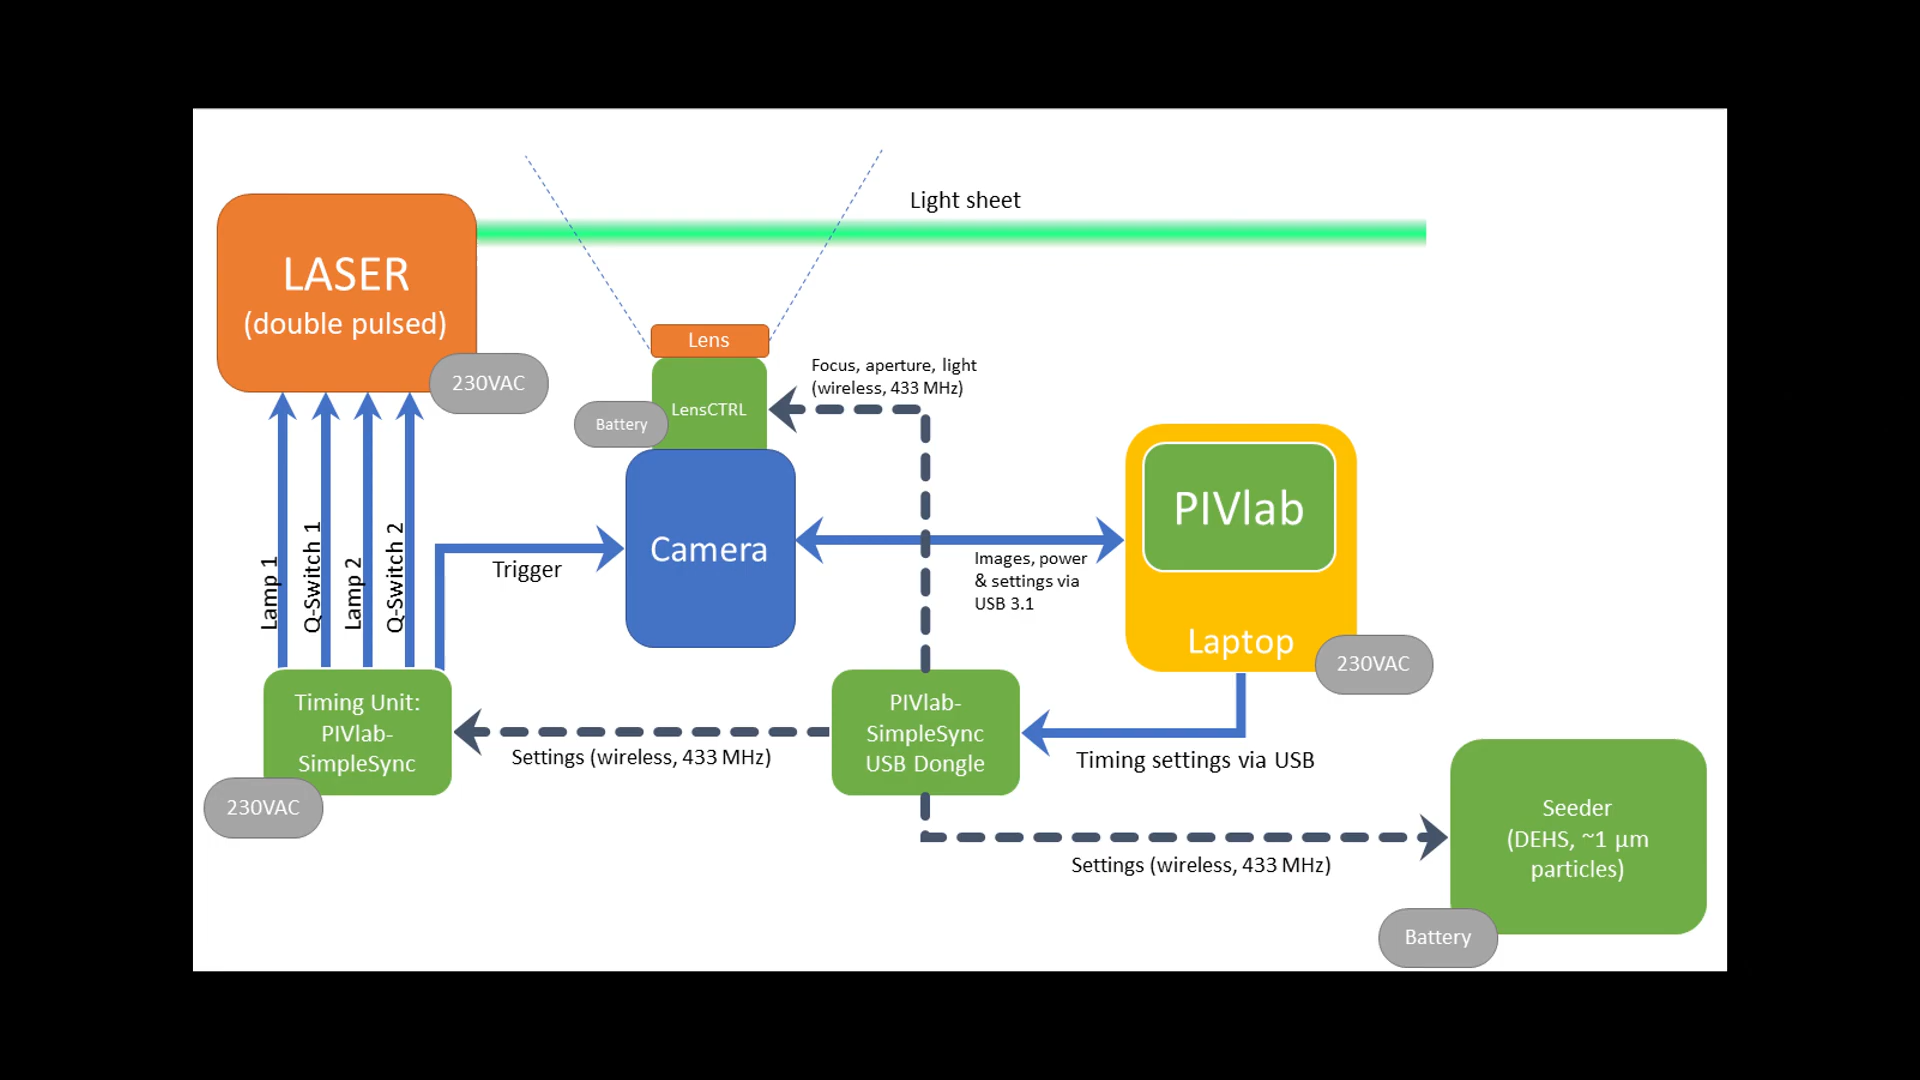 Light sheet
LASER
(double pulsed)
230VAC
Lens
LensCTRL
Battery
Focus, aperture, light
(wireless, 433 MHz)
Lamp 1
Q-Switch 1
Lamp 2
Q-Switch 2
Trigger
Camera
Images, power
& settings via
USB 3.1
PIVlab
Laptop
230VAC
Timing Unit:
PIVlab-
SimpleSync
230VAC
Settings (wireless, 433 MHz)
PIVlab-
SimpleSync
USB Dongle
Timing settings via USB
Settings (wireless, 433 MHz)
Seeder
(DEHS, ~1 µm
particles)
Battery